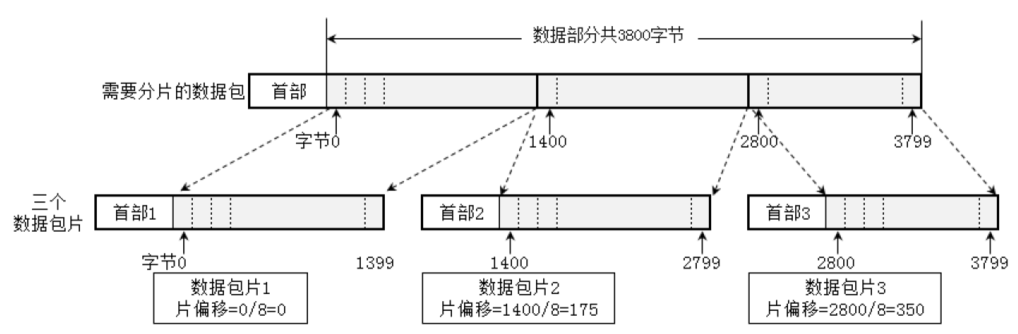 数据部分共3800字节
需要分片的数据包
首部
字节0
1400
2800
3799
三个
数据包片
首部1
首部2
首部3
字节0
1399
1400
2799
2800
3799
数据包片1
片偏移=0/8=0
数据包片2
片偏移=1400/8=175
数据包片3
片偏移=2800/8=350